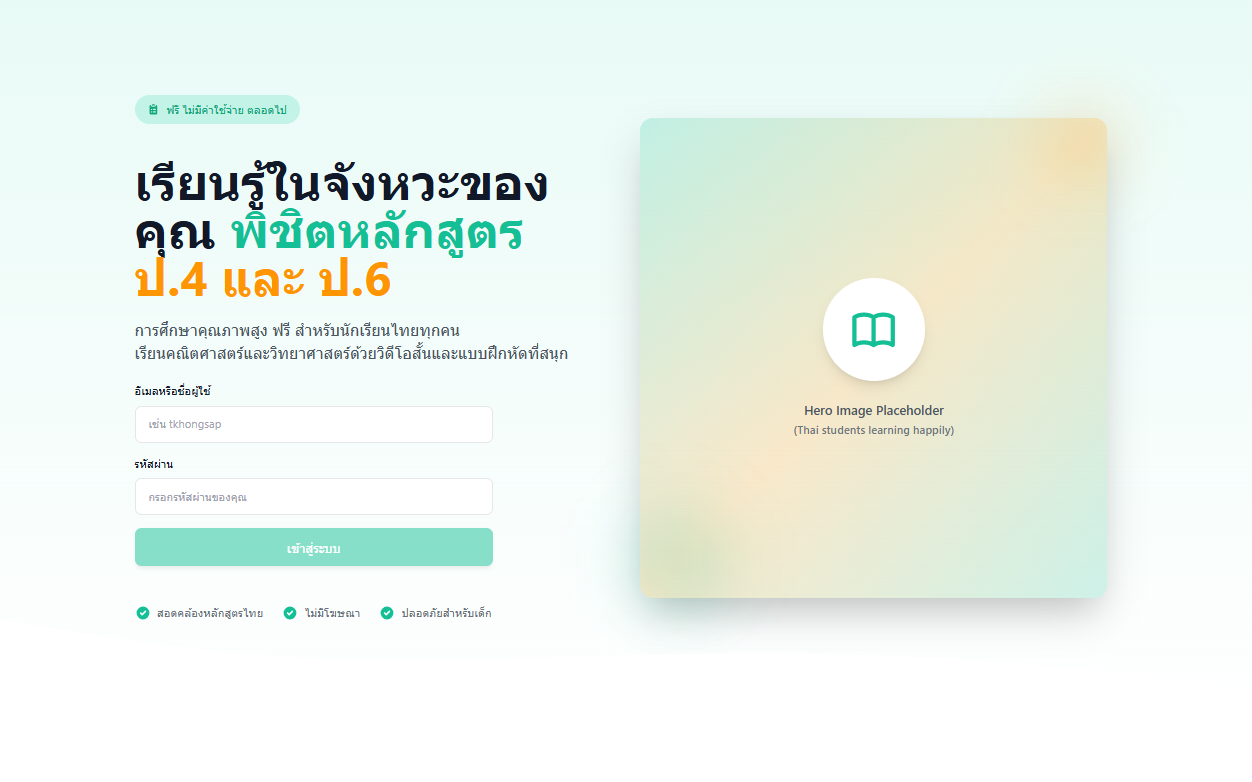 ฟรี ไม่มีค่าใช้จ่าย ตลอดไป
เรียนรู้ในจังหวะของ
คุณ พิชิตหลักสูตร
ป.4 และ ป.6
การศึกษาคุณภาพสูง ฟรี สำหรับนักเรียนไทยทุกคน
เรียนคณิตศาสตร์และวิทยาศาสตร์ด้วยวิดีโอสั้นและแบบฝึกหัดที่สนุก
อีเมลหรือชื่อผู้ใช้
เช่น tkhongsap
รหัสผ่าน
กรอกรหัสผ่านของคุณ
เข้าสู่ระบบ
สอดคล้องหลักสูตรไทย
ไม่มีโฆษณา
ปลอดภัยสำหรับเด็ก
Hero Image Placeholder
(Thai students learning happily)